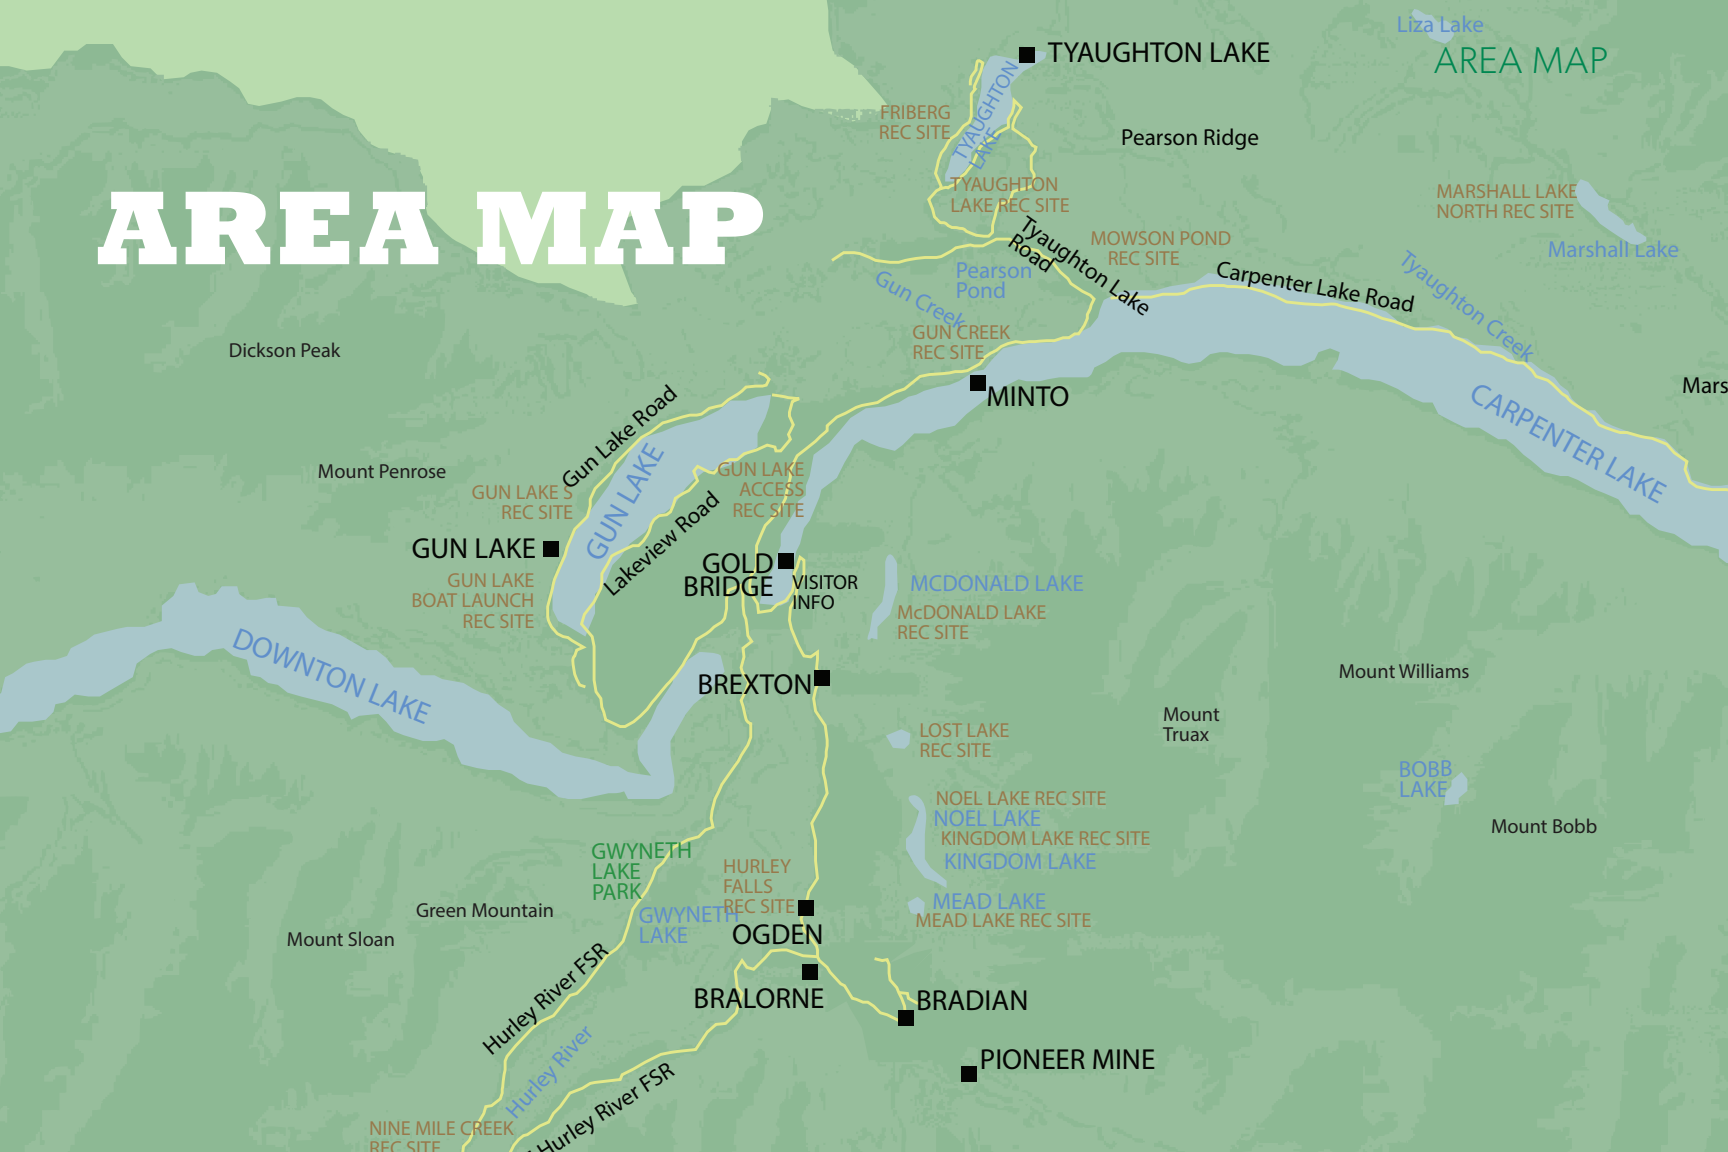 Liza Lake
AREA MAP
TYAUGHTON LAKE
TYAUGHTON
LAKE
FRIBERG
REC SITE
Pearson Ridge
AREA MAP
TYAUGHTON
LAKE REC SITE
MARSHALL LAKE
NORTH REC SITE
Marshall Lake
Tyaughton Lake
Road
MOWSON POND
REC SITE
Carpenter Lake Road
Tyaughton Creek
Pearson
Pond
Gun Creek
GUN CREEK
REC SITE
Dickson Peak
MINTO
Mars
CARPENTER LAKE
Gun Lake Road
Mount Penrose
GUN LAKE S
REC SITE
GUN LAKE
GUN LAKE
ACCESS
REC SITE
Lakeview Road
GUN LAKE
GUN LAKE
BOAT LAUNCH
REC SITE
GOLD
BRIDGE
VISITOR
INFO
MCDONALD LAKE
McDONALD LAKE
REC SITE
DOWNTON LAKE
BREXTON
Mount Williams
Mount
Truax
LOST LAKE
REC SITE
BOBB
LAKE
Mount Bobb
NOEL LAKE REC SITE
NOEL LAKE
KINGDOM LAKE REC SITE
KINGDOM LAKE
GWYNETH
LAKE
PARK
HURLEY
FALLS
REC SITE
MEAD LAKE
MEAD LAKE REC SITE
Green Mountain
GWYNETH
LAKE
Mount Sloan
OGDEN
Hurley River FSR
BRALORNE
BRADIAN
Hurley River
PIONEER MINE
Hurley River FSR
NINE MILE CREEK
REC SITE